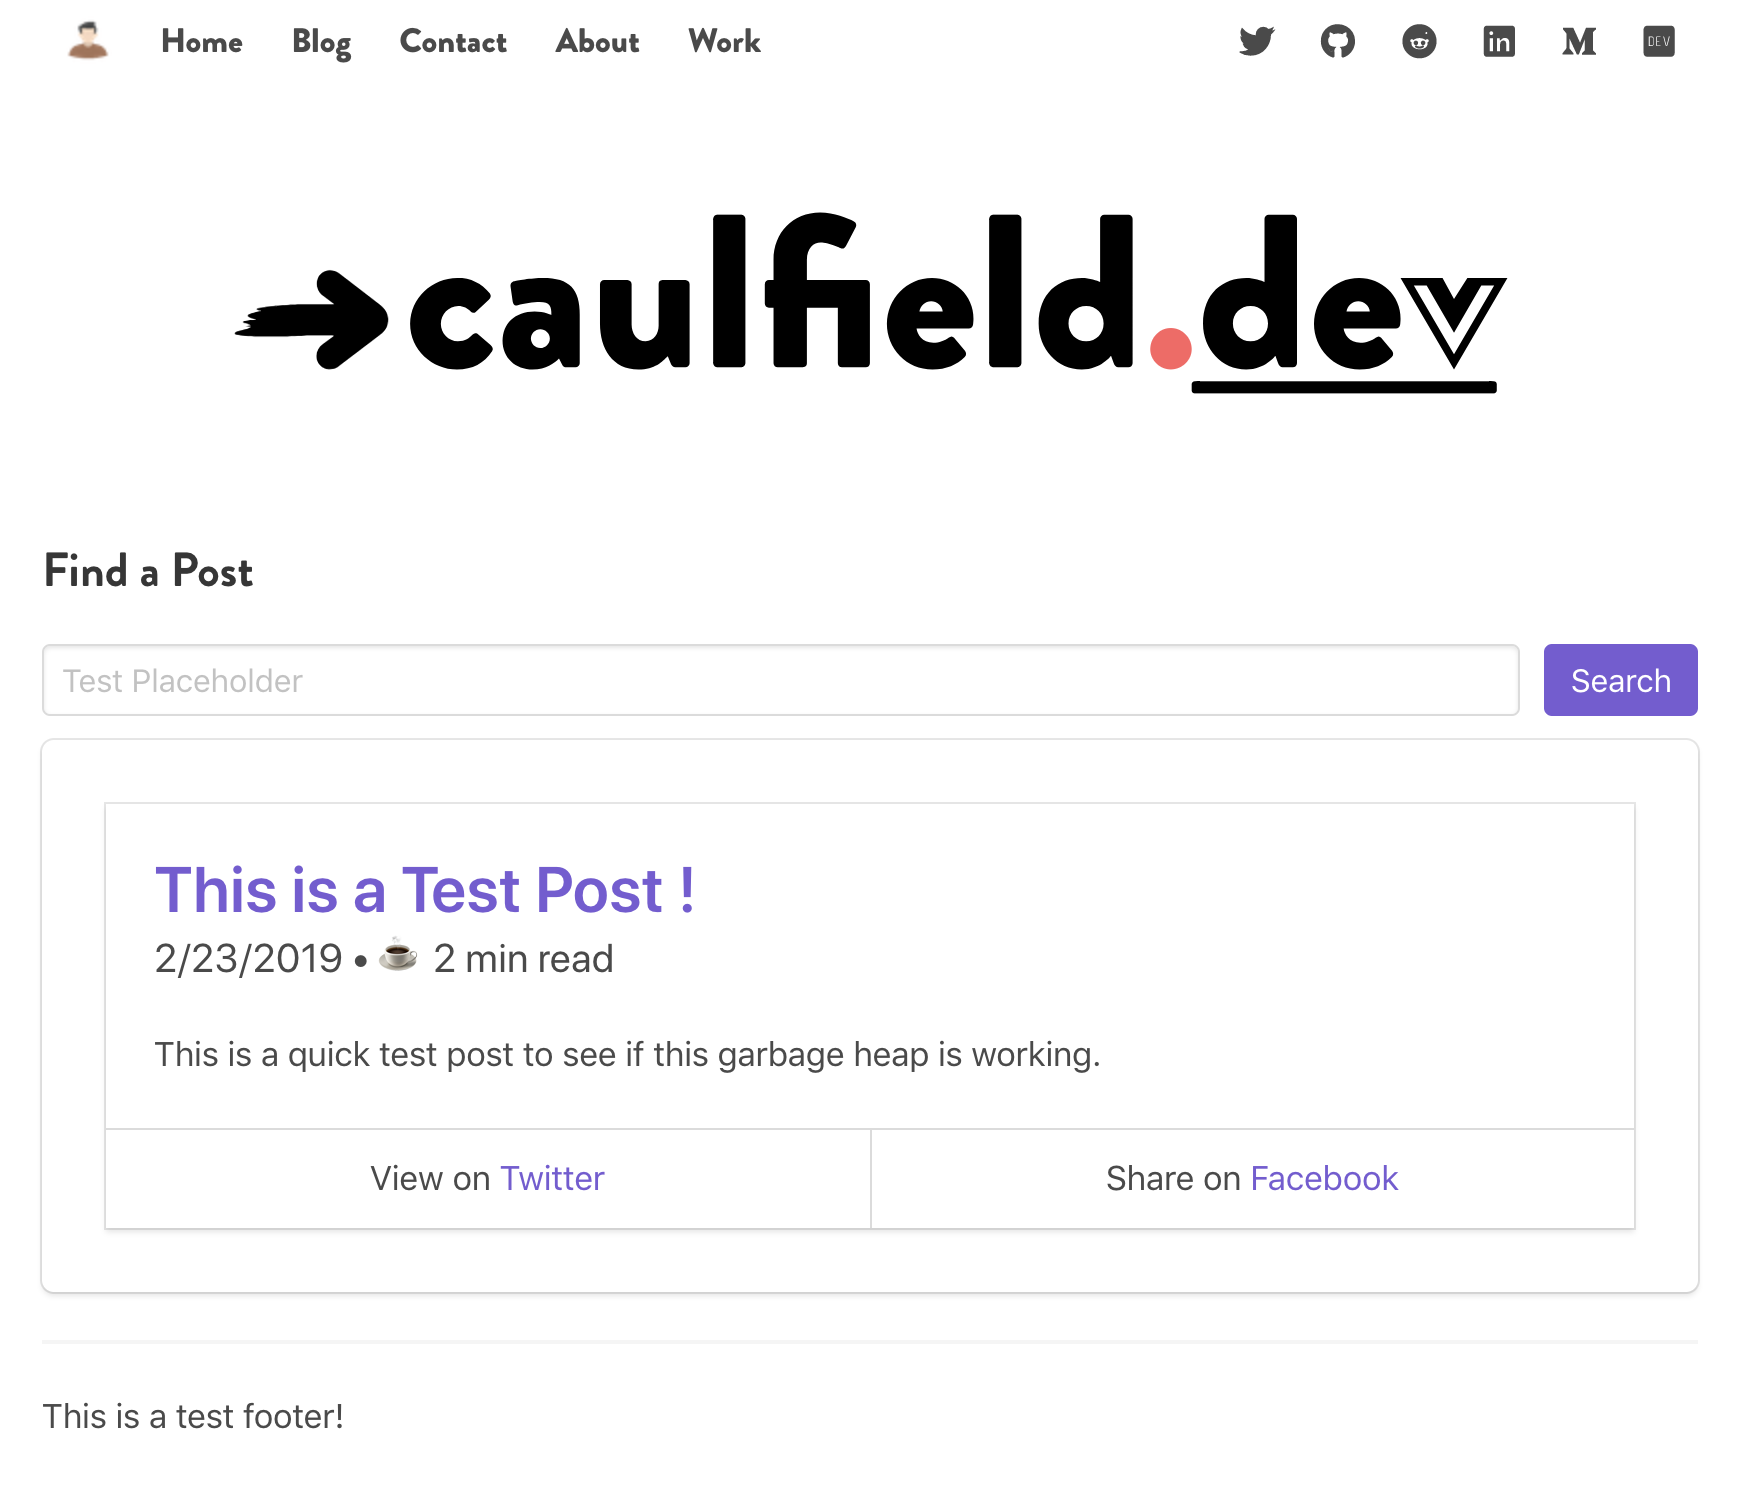 Home Blog Contact About Work DEV
caulfield.dev
Find a Post
Test Placeholder Search
This is a Test Post !
2/23/2019 • ☕ 2 min read
This is a quick test post to see if this garbage heap is working.
View on Twitter Share on Facebook
This is a test footer!